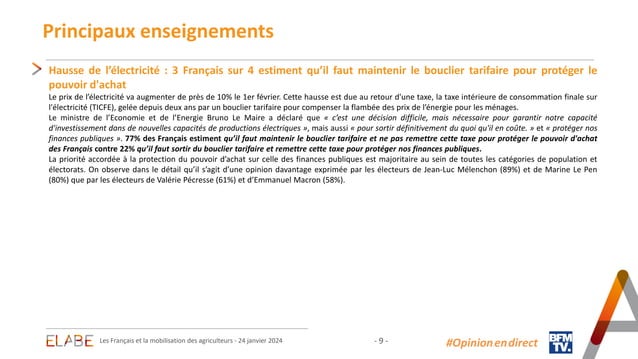 Principaux enseignements
Hausse de l'électricité : 3 Français sur 4 estiment qu'il faut maintenir le bouclier tarifaire pour protéger le
pouvoir d'achat
Le prix de l'électricité va augmenter de près de 10% le 1er février. Cette hausse est due au retour d'une taxe, la taxe intérieure de consommation finale sur
l'électricité (TICFE), gelée depuis deux ans par un bouclier tarifaire pour compenser la flambée des prix de l'énergie pour les ménages.
Le ministre de l'Economie et de l'Energie Bruno Le Maire a déclaré que « c'est une décision difficile, mais nécessaire pour garantir notre capacité
d'investissement dans de nouvelles capacités de productions électriques », mais aussi « pour sortir définitivement du quoi qu'il en coûte. » et « protéger nos
finances publiques ». 77% des Français estiment qu'il faut maintenir le bouclier tarifaire et ne pas remettre cette taxe pour protéger le pouvoir d'achat
des Français contre 22% qu'il faut sortir du bouclier tarifaire et remettre cette taxe pour protéger nos finances publiques.
La priorité accordée à la protection du pouvoir d'achat sur celle des finances publiques est majoritaire au sein de toutes les catégories de population et
électorats. On observe dans le détail qu'il s'agit d'une opinion davantage exprimée par les électeurs de Jean-Luc Mélenchon (89%) et de Marine Le Pen
(80%) que par les électeurs de Valérie Pécresse (61%) et d'Emmanuel Macron (58%).
ELABE
Les Français et la mobilisation des agriculteurs - 24 janvier 2024
- 9 -
#Opinionendirect
BFM
TV.